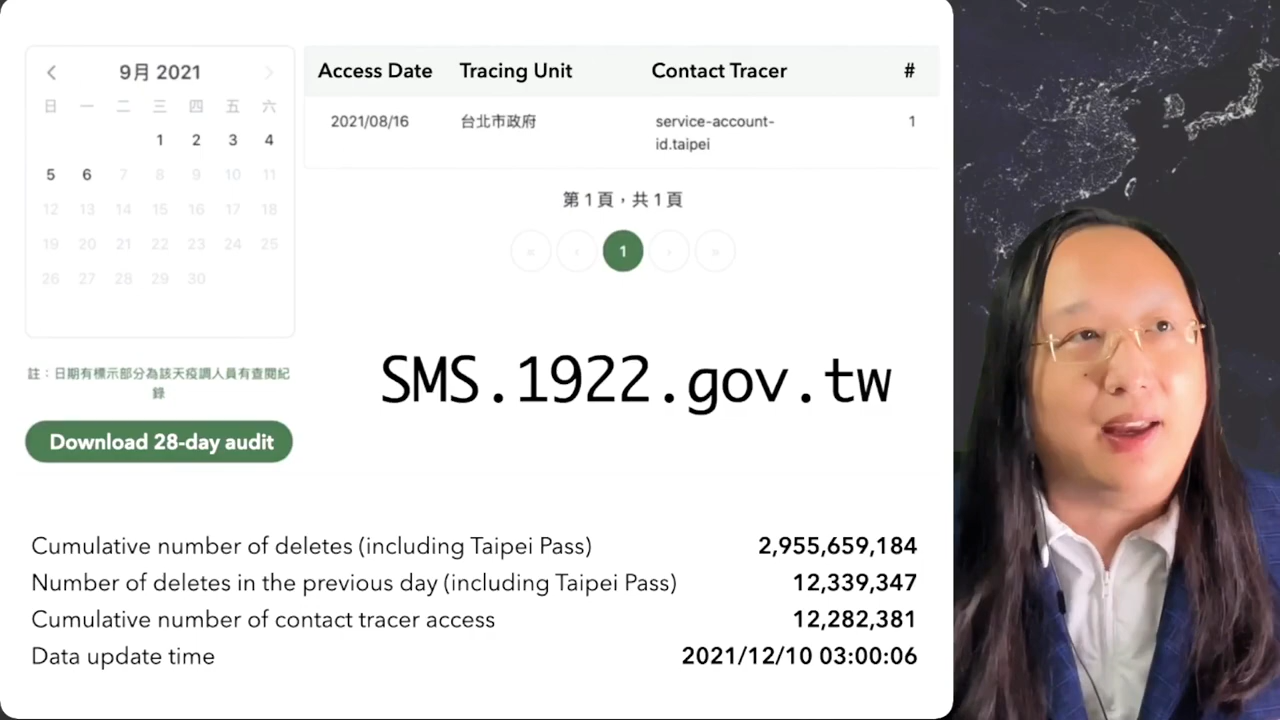 9月 2021
日 一 二 三 四 五 六
1 2 3 4
5 6 7 8 9 10 11
12 13 14 15 16 17 18
19 20 21 22 23 24 25
26 27 28 29 30
註：日期有標示部分為該天疫調人員有查閱紀
錄
Download 28-day audit
Access Date Tracing Unit Contact Tracer #
2021/08/16 台北市政府 service-account- 1
id.taipei
第 1 頁，共 1 頁
« ‹ 1 › »
SMS.1922.gov.tw
Cumulative number of deletes (including Taipei Pass) 2,955,659,184
Number of deletes in the previous day (including Taipei Pass) 12,339,347
Cumulative number of contact tracer access 12,282,381
Data update time 2021/12/10 03:00:06